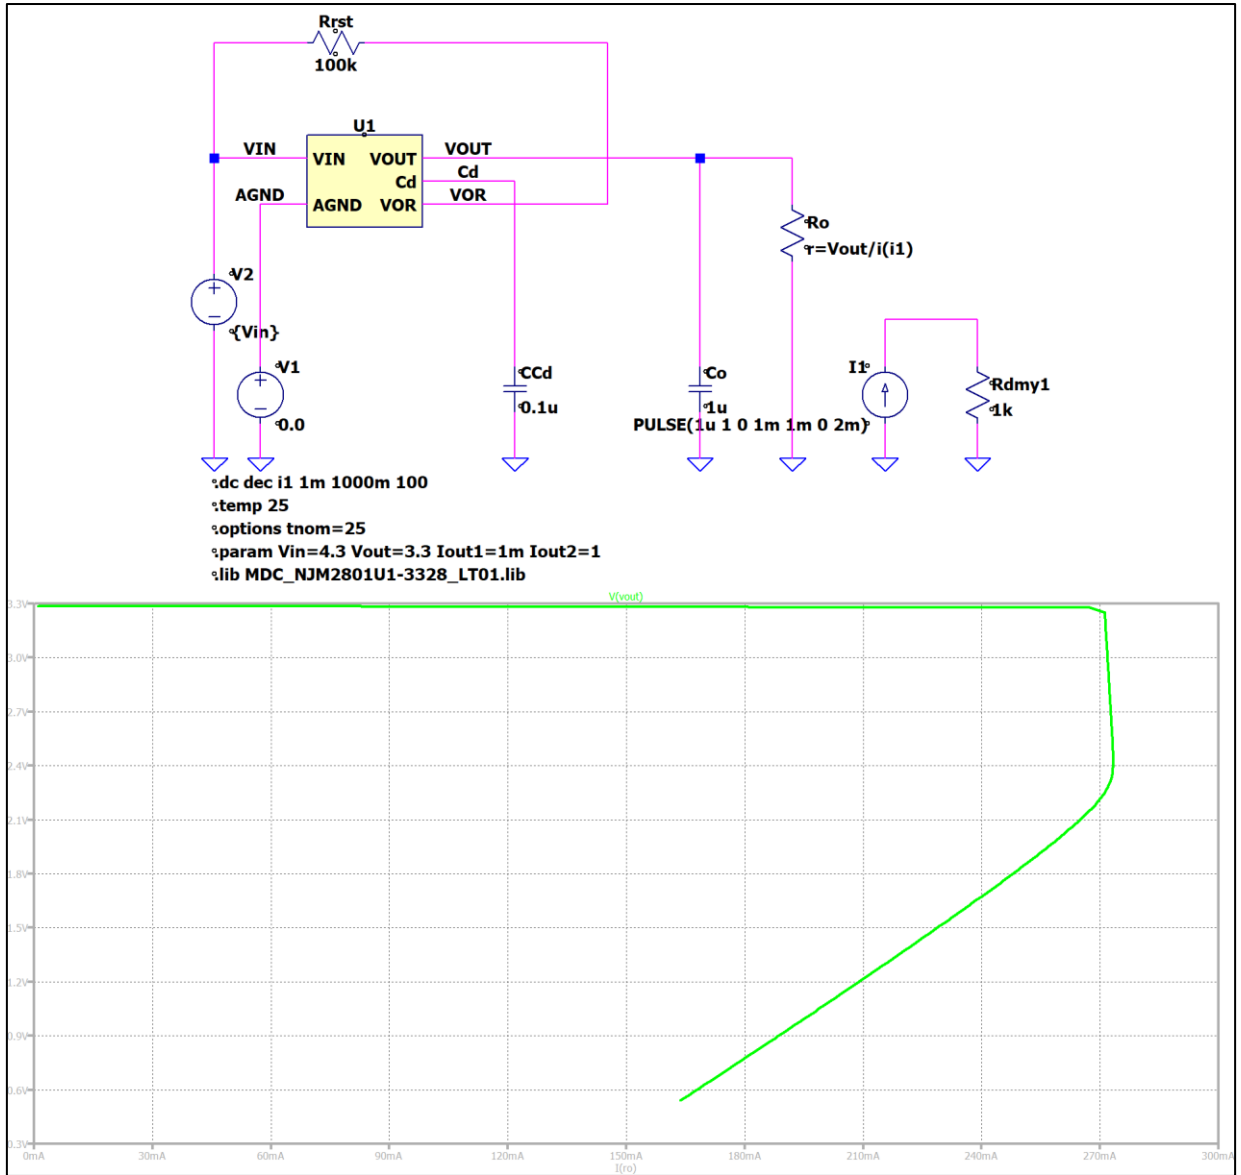 Rrst
100k
U1
VIN
VIN
VOUT
VOUT
Cd
Cd
AGND
AGND
VOR
VOR
Ro
r=Vout/i(i1)
V2
{Vin}
V1
0.0
CCd
0.1u
Co
1u
I1
PULSE(1u 1 0 1m 1m 0 2m)
Rdmy1
1k
.dc dec i1 1m 1000m 100
.temp 25
.options tnom=25
.param Vin=4.3 Vout=3.3 Iout1=1m Iout2=1
.lib MDC_NJM2801U1-3328_LT01.lib
V(vout)
3.3V
3.0V
2.7V
2.4V
2.1V
1.8V
1.5V
1.2V
0.9V
0.6V
0.3V
0mA 30mA 60mA 90mA 120mA 150mA 180mA 210mA 240mA 270mA 300mA
I(ro)